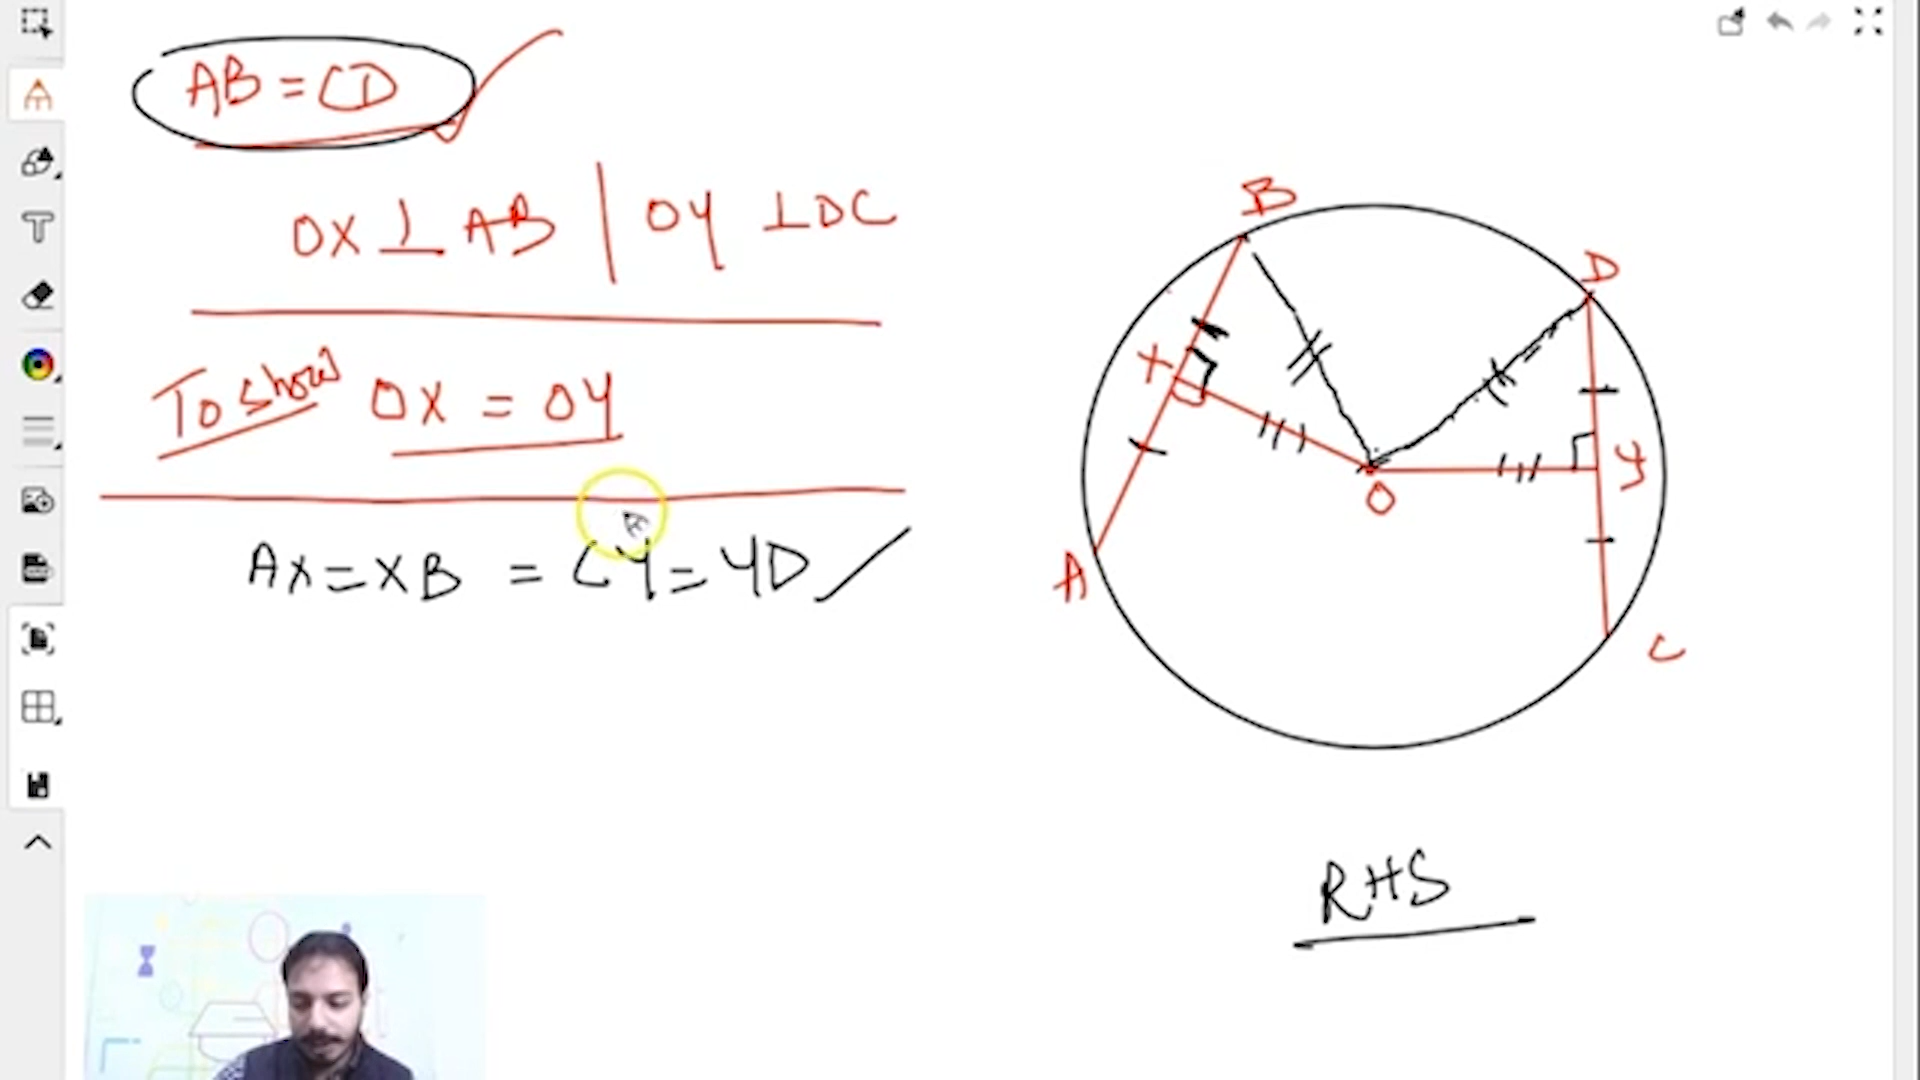 AB = CD
OX ⊥ AB | OY ⊥ DC
To show OX = OY
AX = XB = CY = YD
B
D
X
Y
O
A
C
RHS
T